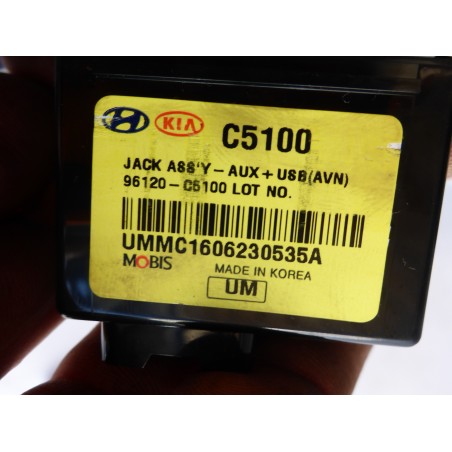 KIA C5100
JACK ASS'Y - AUX + USB(AVN)
96120 - C5100 LOT NO.
UMMC1606230535A
MOBIS MADE IN KOREA
UM